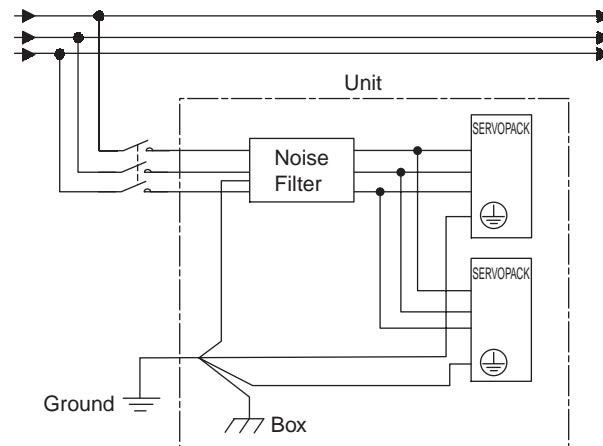 Unit
SERVOPACK
Noise
Filter
SERVOPACK
Ground
Box